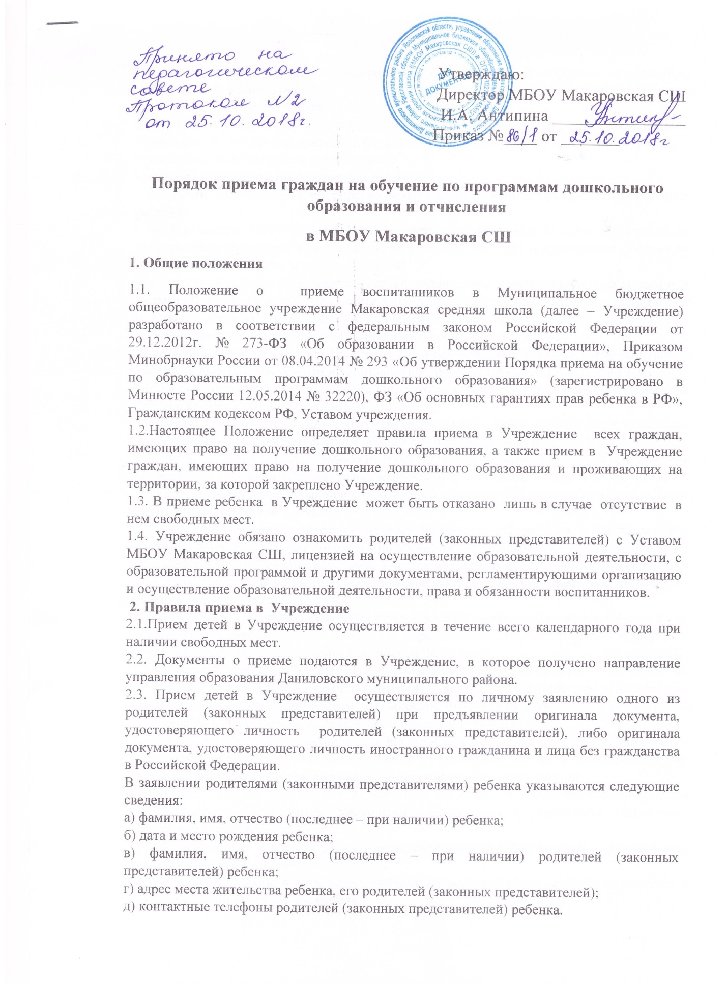 Принято на
педагогическом
совете
Протокол №2
от 25.10.2018г.
ДЛЯ
ДОКУМЕНТОВ
Утверждаю:
Директор МБОУ Макаровская СШ
И.А. Антипина
Приказ № 86/1 от 25.10.2018г
Порядок приема граждан на обучение по программам дошкольного
образования и отчисления
в МБОУ Макаровская СШ
1. Общие положения
1.1. Положение о приеме воспитанников в Муниципальное бюджетное
общеобразовательное учреждение Макаровская средняя школа (далее – Учреждение)
разработано в соответствии с федеральным законом Российской Федерации от
29.12.2012г. № 273-ФЗ «Об образовании в Российской Федерации», Приказом
Минобрнауки России от 08.04.2014 № 293 «Об утверждении Порядка приема на обучение
по образовательным программам дошкольного образования» (зарегистрировано в
Минюсте России 12.05.2014 № 32220), ФЗ «Об основных гарантиях прав ребенка в РФ»,
Гражданским кодексом РФ, Уставом учреждения.
1.2.Настоящее Положение определяет правила приема в Учреждение всех граждан,
имеющих право на получение дошкольного образования, а также прием в Учреждение
граждан, имеющих право на получение дошкольного образования и проживающих на
территории, за которой закреплено Учреждение.
1.3. В приеме ребенка в Учреждение может быть отказано лишь в случае отсутствие в
нем свободных мест.
1.4. Учреждение обязано ознакомить родителей (законных представителей) с Уставом
МБОУ Макаровская СШ, лицензией на осуществление образовательной деятельности, с
образовательной программой и другими документами, регламентирующими организацию
и осуществление образовательной деятельности, права и обязанности воспитанников.
2. Правила приема в Учреждение
2.1.Прием детей в Учреждение осуществляется в течение всего календарного года при
наличии свободных мест.
2.2. Документы о приеме подаются в Учреждение, в которое получено направление
управления образования Даниловского муниципального района.
2.3. Прием детей в Учреждение осуществляется по личному заявлению одного из
родителей (законных представителей) при предъявлении оригинала документа,
удостоверяющего личность родителей (законных представителей), либо оригинала
документа, удостоверяющего личность иностранного гражданина и лица без гражданства
в Российской Федерации.
В заявлении родителями (законными представителями) ребенка указываются следующие
сведения:
а) фамилия, имя, отчество (последнее – при наличии) ребенка;
б) дата и место рождения ребенка;
в) фамилия, имя, отчество (последнее – при наличии) родителей (законных
представителей) ребенка;
г) адрес места жительства ребенка, его родителей (законных представителей);
д) контактные телефоны родителей (законных представителей) ребенка.